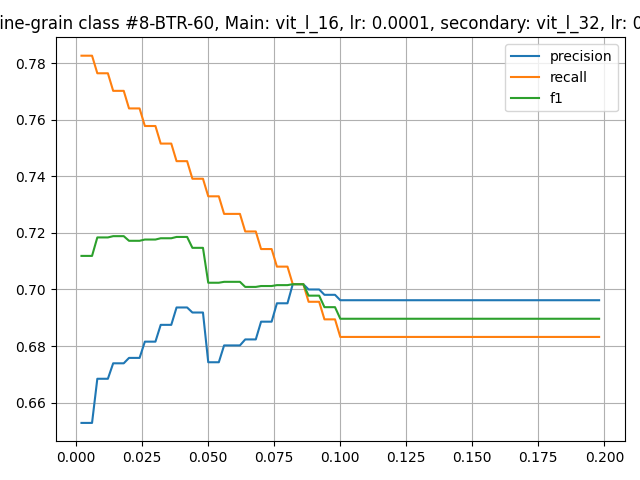 ine-grain class #8-BTR-60, Main: vit_l_16, lr: 0.0001, secondary: vit_l_32, lr: 0
precision
recall
f1
0.78
0.76
0.74
0.72
0.70
0.68
0.66
0.000 0.025 0.050 0.075 0.100 0.125 0.150 0.175 0.200